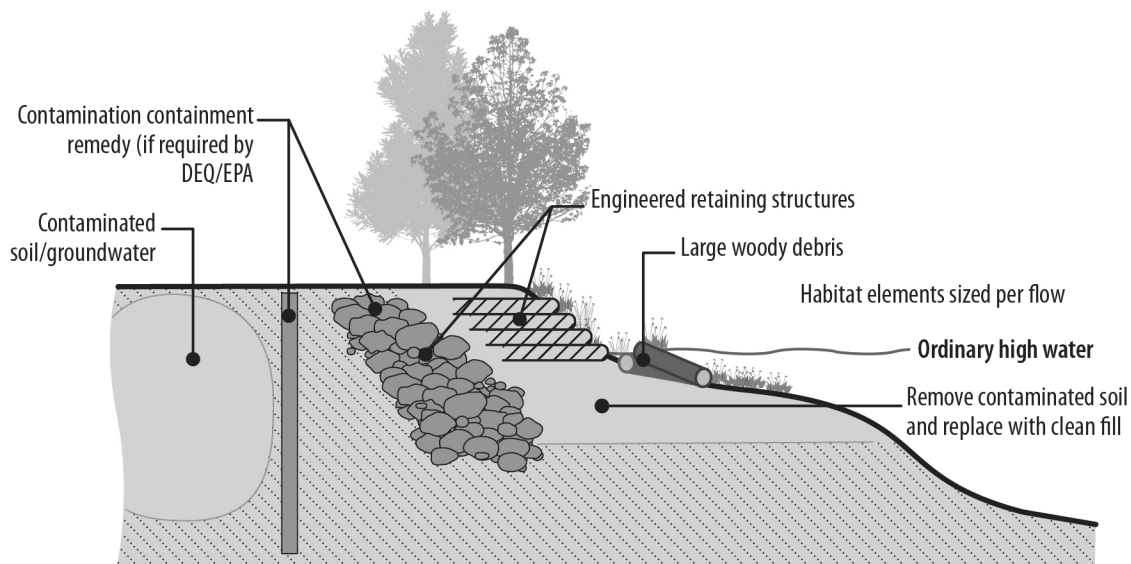 Contamination containment
remedy (if required by
DEQ/EPA
Contaminated
soil/groundwater
Engineered retaining structures
Large woody debris
Habitat elements sized per flow
Ordinary high water
Remove contaminated soil
and replace with clean fill